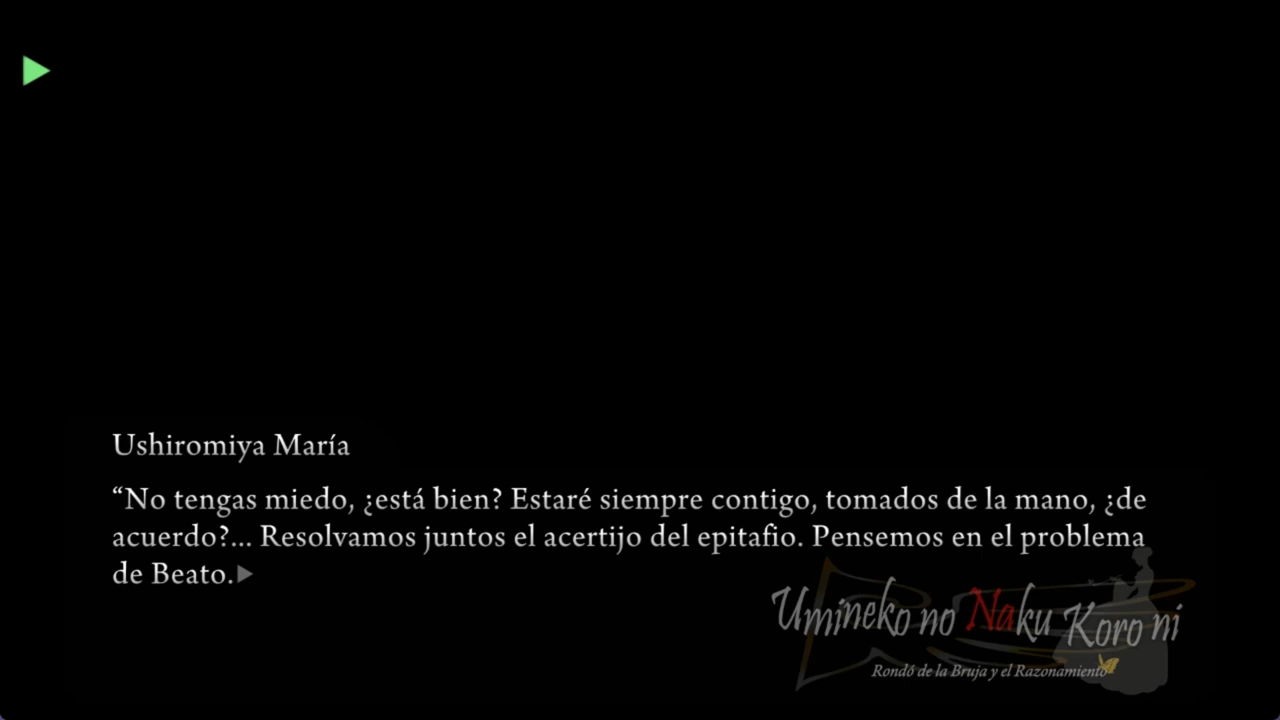 Ushiromiya María
“No tengas miedo, ¿está bien? Estaré siempre contigo, tomados de la mano, ¿de
acuerdo?... Resolvamos juntos el acertijo del epitafio. Pensemos en el problema
de Beato.
Umineko no Naku Koro ni
Rondó de la Bruja y el Razonamiento